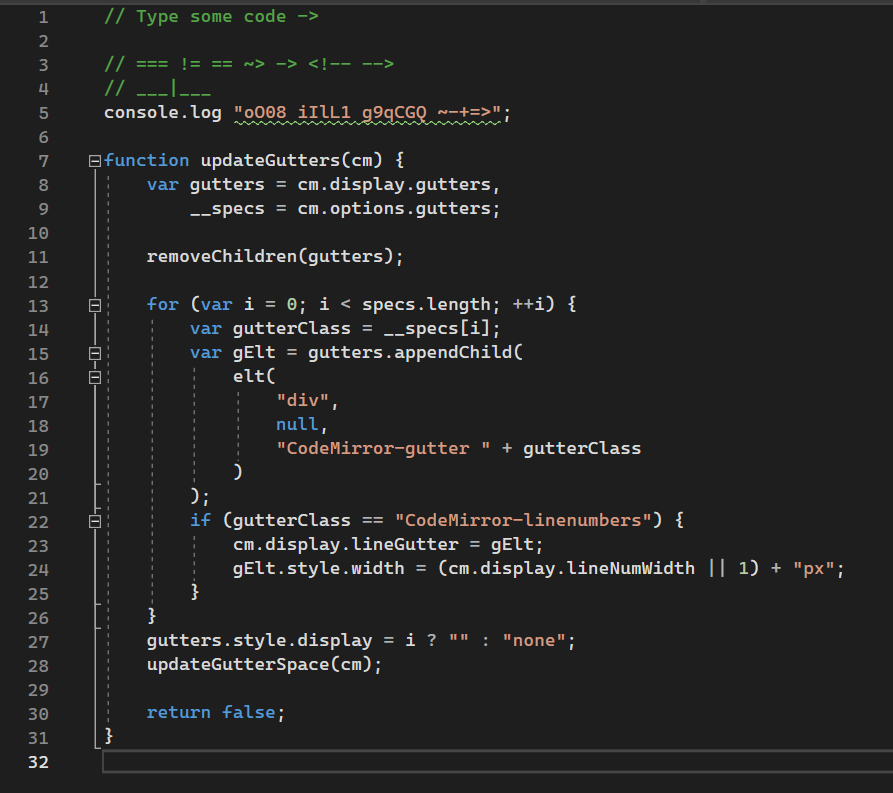 1 // Type some code ->
2
3 // === != == ~> -> <!-- -->
4 // ___|___
5 console.log "oO08 iIlL1 g9qCGQ ~-+=>";
6
7 function updateGutters(cm) {
8     var gutters = cm.display.gutters,
9         __specs = cm.options.gutters;
10
11     removeChildren(gutters);
12
13     for (var i = 0; i < specs.length; ++i) {
14         var gutterClass = __specs[i];
15         var gElt = gutters.appendChild(
16             elt(
17                 "div",
18                 null,
19                 "CodeMirror-gutter " + gutterClass
20             )
21         );
22         if (gutterClass == "CodeMirror-linenumbers") {
23             cm.display.lineGutter = gElt;
24             gElt.style.width = (cm.display.lineNumWidth || 1) + "px";
25         }
26     }
27     gutters.style.display = i ? "" : "none";
28     updateGutterSpace(cm);
29
30     return false;
31 }
32